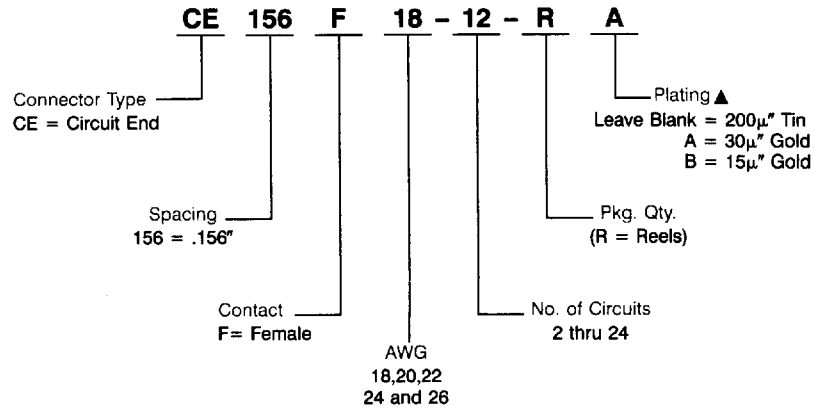 CE 156 F 18 - 12 - R A
Connector Type
CE = Circuit End
Plating ▲
Leave Blank = 200µ" Tin
A = 30µ" Gold
B = 15µ" Gold
Spacing
156 = .156"
Pkg. Qty.
(R = Reels)
Contact
F= Female
No. of Circuits
2 thru 24
AWG
18,20,22
24 and 26